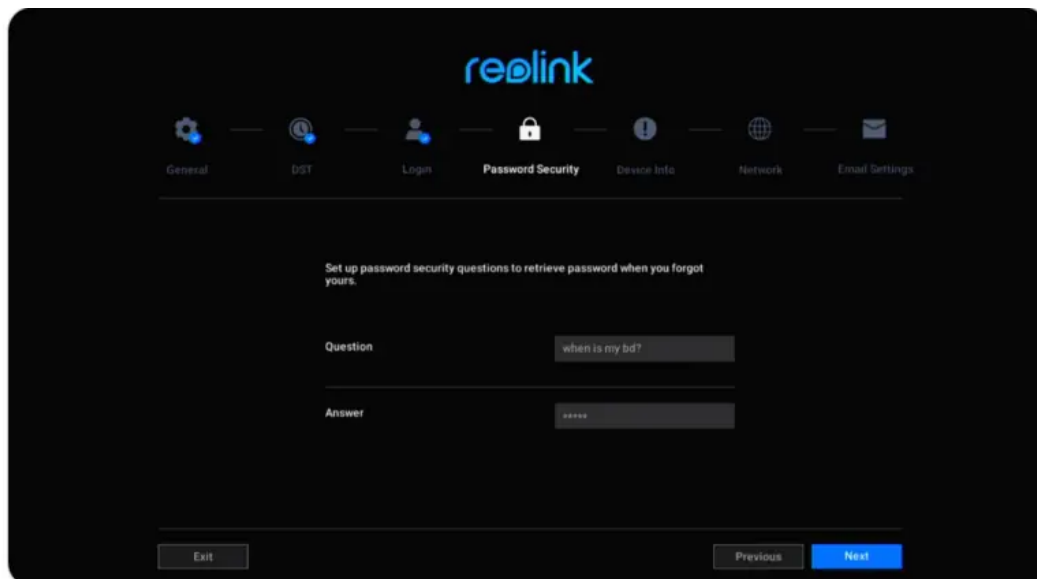 reolink
General
DST
Login
Password Security
Device Info
Network
Email Settings
Set up password security questions to retrieve password when you forgot
yours.
Question
when is my bd?
Answer
•••••
Exit
Previous
Next